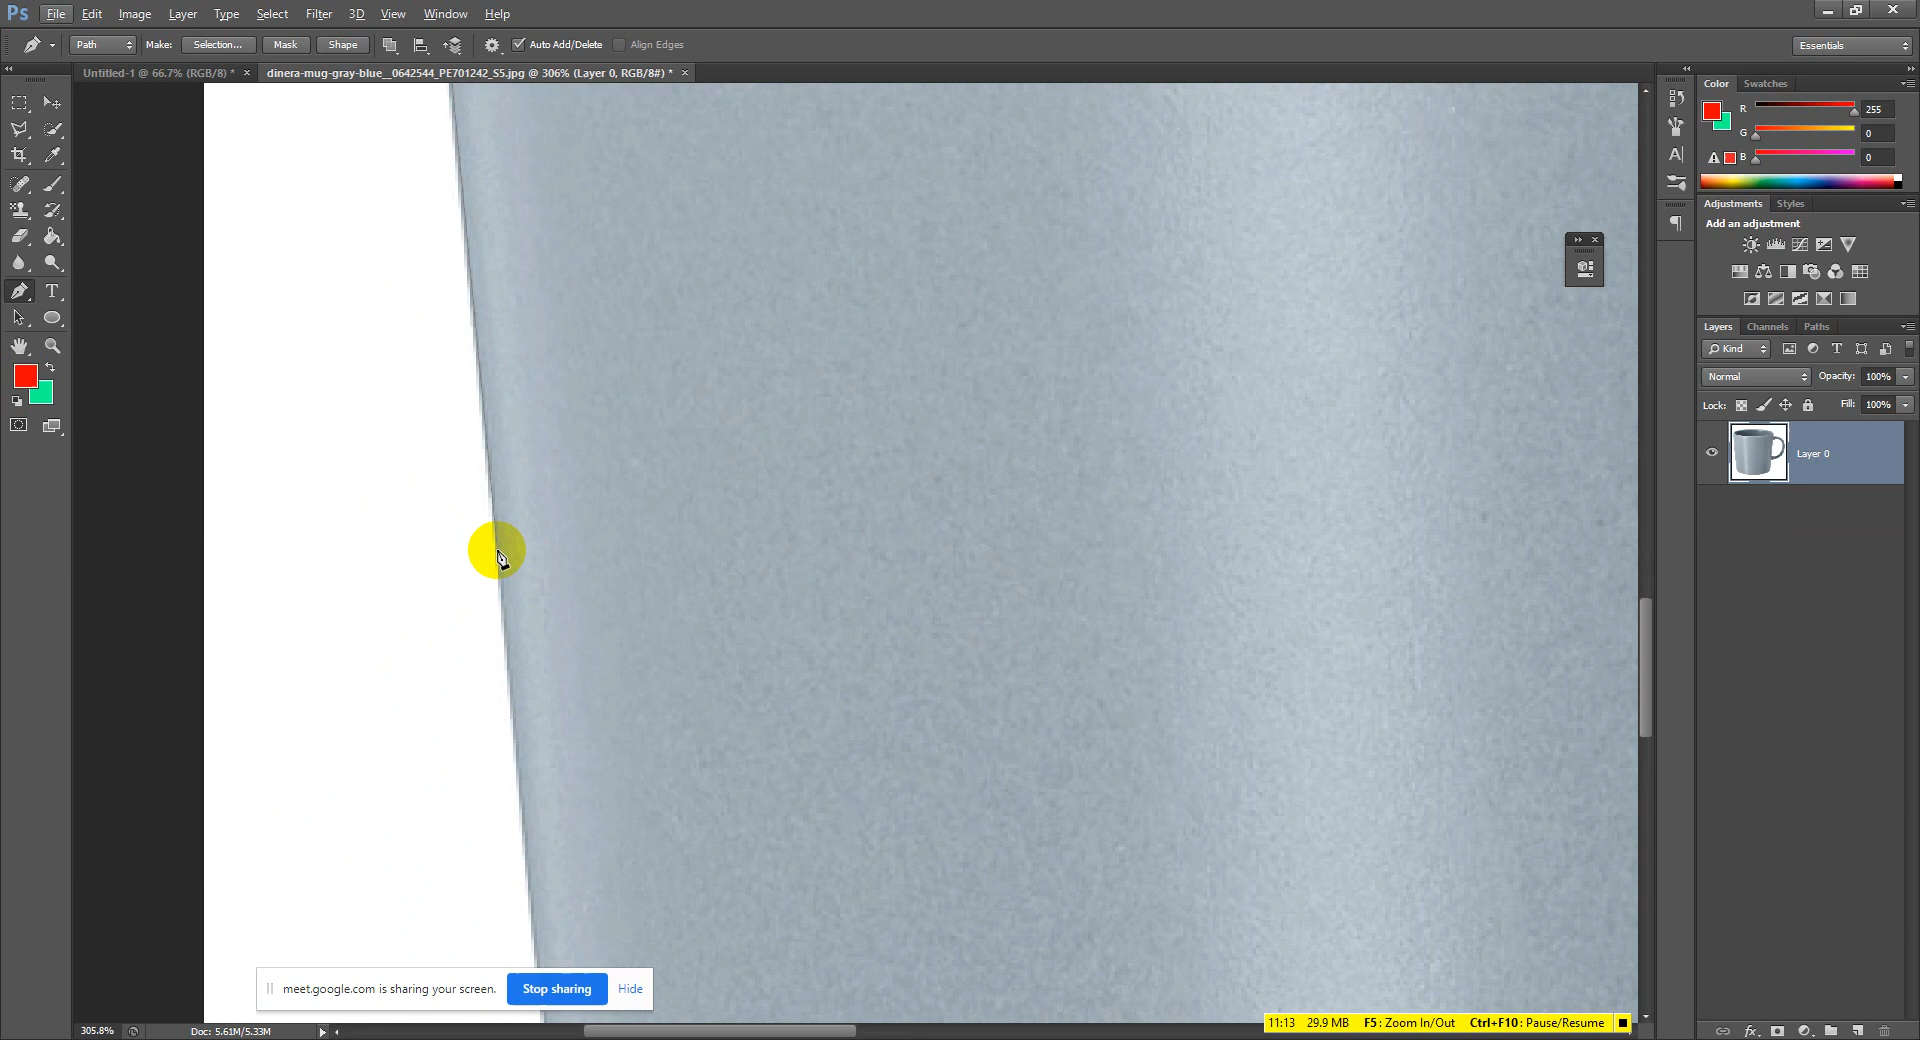 Ps File Edit Image Layer Type Select Filter 3D View Window Help
Path Make: Selection... Mask Shape Auto Add/Delete Align Edges Essentials
Untitled-1 @ 66.7% (RGB/8) * × dinera-mug-gray-blue__0642544_PE701242_S5.jpg @ 306% (Layer 0, RGB/8#) * ×
Color Swatches
R 255
G 0
B 0
Adjustments Styles
Add an adjustment
Layers Channels Paths
Kind
Normal Opacity: 100%
Lock: Fill: 100%
Layer 0
meet.google.com is sharing your screen. Stop sharing Hide
305.8% Doc: 5.61M/5.33M
11:13 29.9 MB F5: Zoom In/Out Ctrl+F10: Pause/Resume